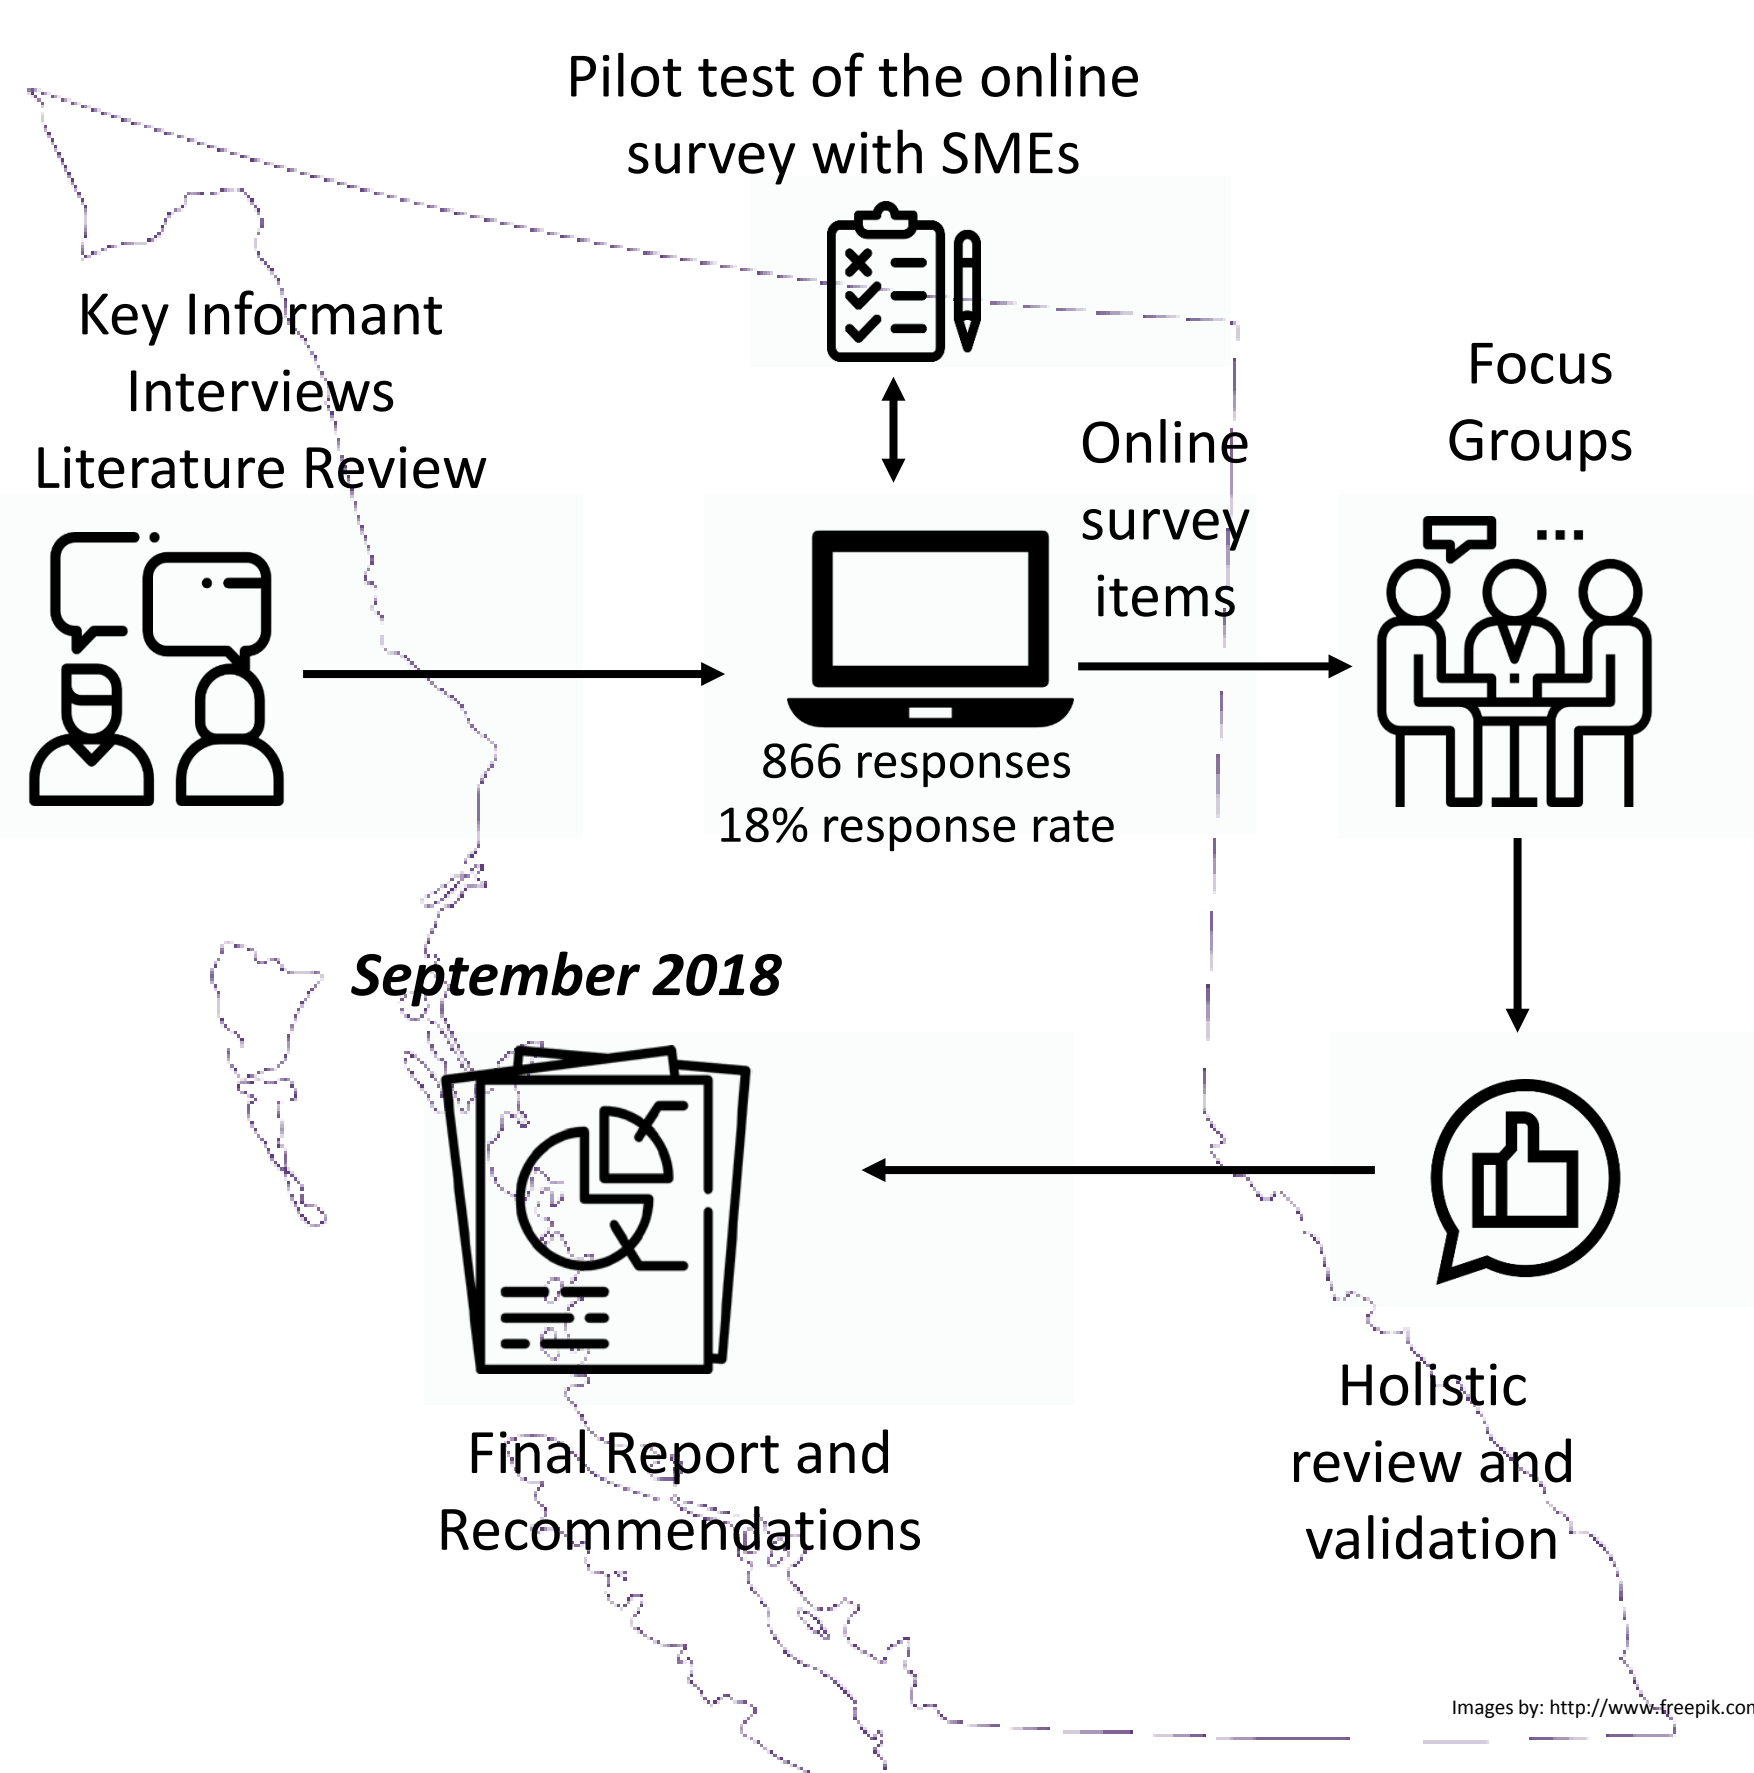 Pilot test of the online
survey with SMEs
Key Informant
Interviews
Literature Review
Online
survey
items
Focus
Groups
866 responses
18% response rate
September 2018
Final Report and
Recommendations
Holistic
review and
validation
Images by: http://www.freepik.com